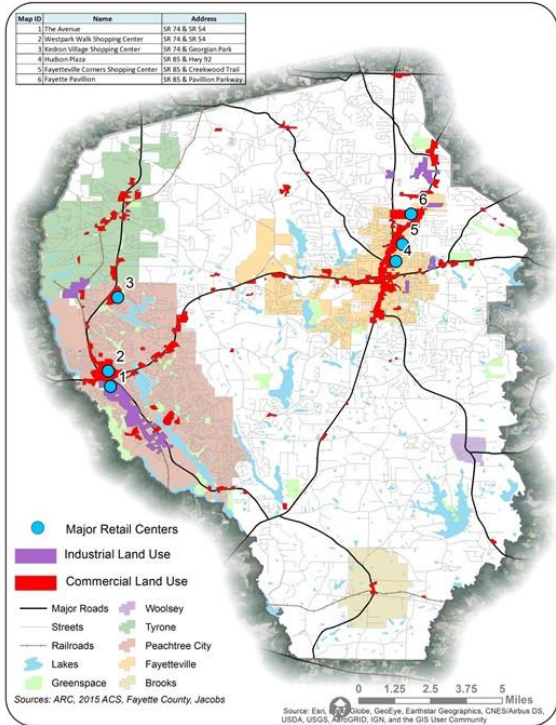 Map ID Name Address
1 The Avenue SR 74 & SR 54
2 Westpark Walk Shopping Center SR 74 & SR 54
3 Kedron Village Shopping Center SR 74 & Georgian Park
4 Hudson Plaza SR 85 & Hwy 92
5 Fayetteville Corners Shopping Center SR 85 & Creekwood Trail
6 Fayette Pavillion SR 85 & Pavillion Parkway
6
5
4
3
2
1
Major Retail Centers
Industrial Land Use
Commercial Land Use
Major Roads Woolsey
Streets Tyrone
Railroads Peachtree City
Lakes Fayetteville
Greenspace Brooks
0 1.25 2.5 3.75 5
Miles
Sources: ARC, 2015 ACS, Fayette County, Jacobs
Source: Esri, Globe, GeoEye, Earthstar Geographics, CNES/Airbus DS,
USDA, USGS, AeroGRID, IGN, and the GIS User Community